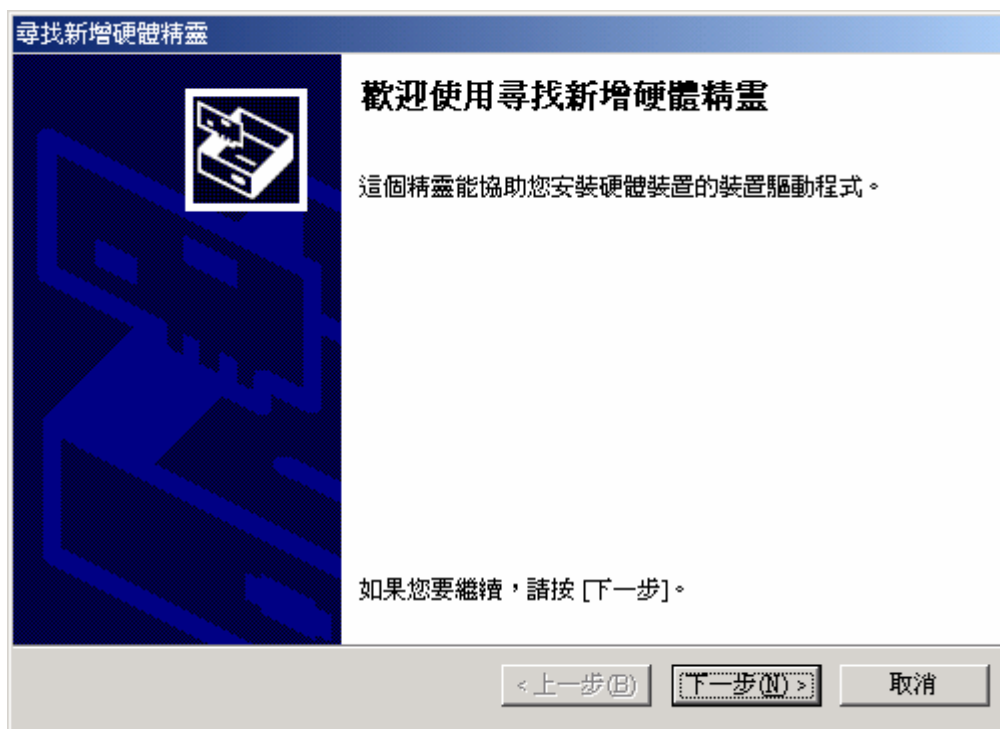 尋找新增硬體精靈
歡迎使用尋找新增硬體精靈
這個精靈能協助您安裝硬體裝置的裝置驅動程式。
如果您要繼續，請按 [下一步]。
< 上一步(B)
下一步(N) >
取消